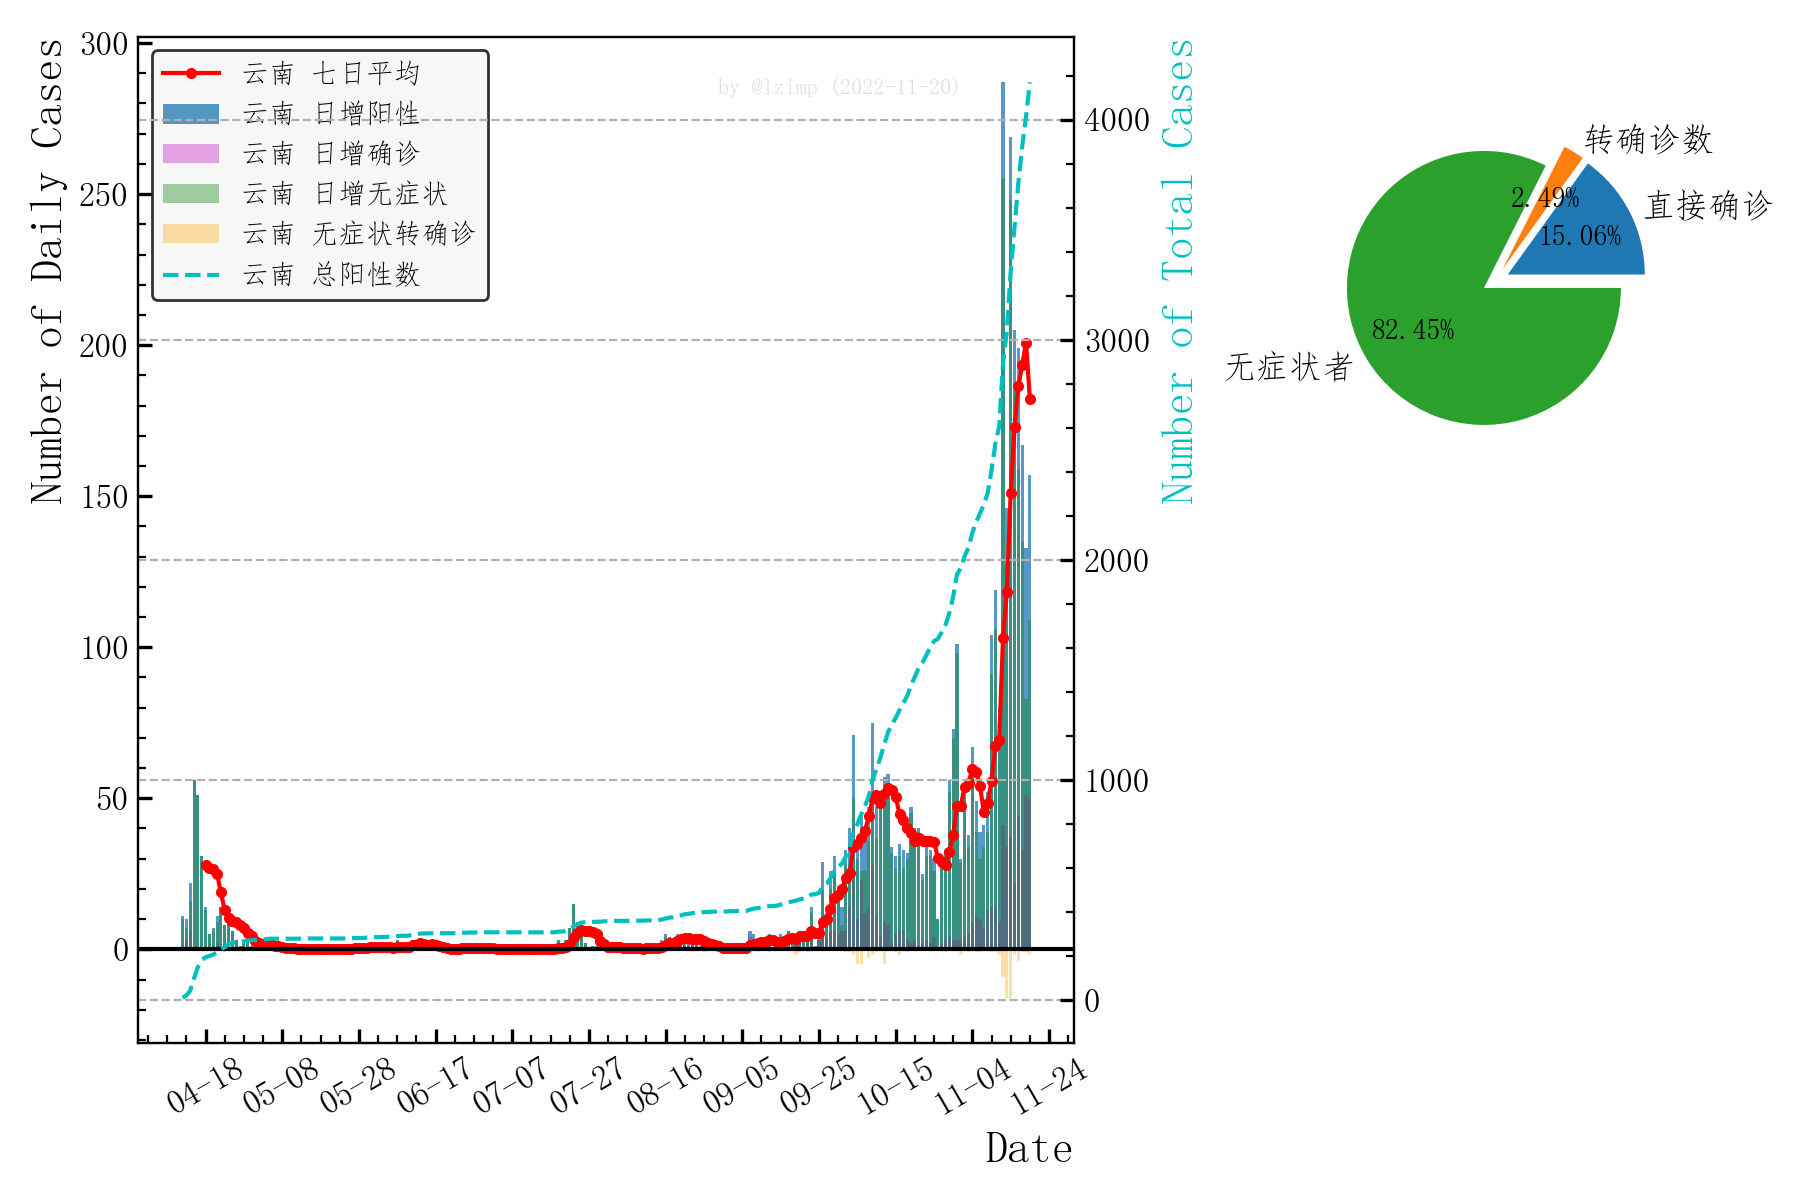 Number of Daily Cases
300
250
200
150
100
50
0
云南 七日平均
云南 日增阳性
云南 日增确诊
云南 日增无症状
云南 无症状转确诊
云南 总阳性数
by @lzimp (2022-11-20)
4000
3000
2000
1000
0
Number of Total Cases
04-18
05-08
05-28
06-17
07-07
07-27
08-16
09-05
09-25
10-15
11-04
11-24
Date
转确诊数
2.49%
直接确诊
15.06%
82.45%
无症状者